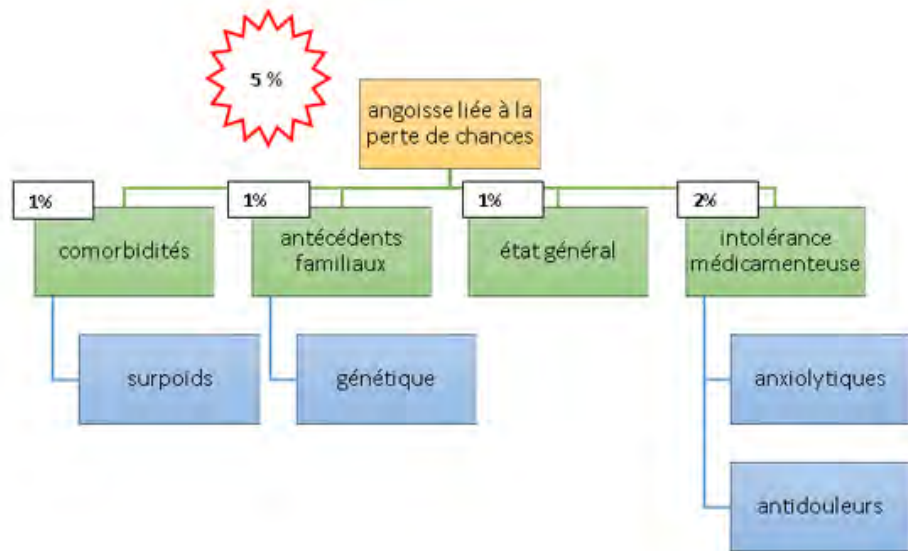 5 %
angoisse liée à la
perte de chances
1%
1%
1%
2%
comorbidités
antécédents
familiaux
état général
intolérance
médicamenteuse
surpoids
génétique
anxiolytiques
antidouleurs